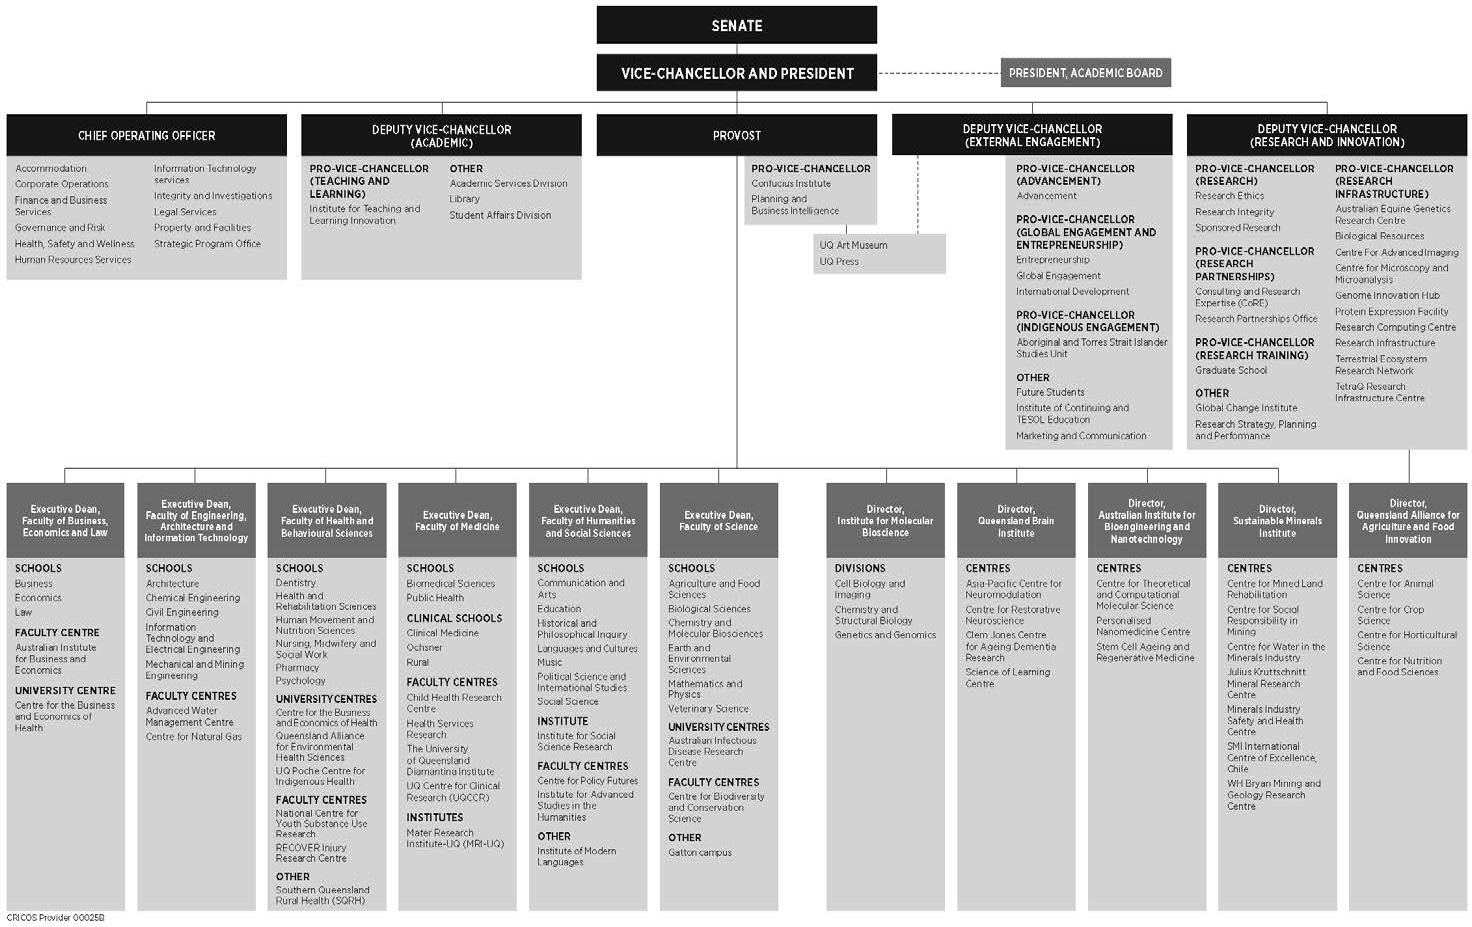 SENATE
VICE-CHANCELLOR AND PRESIDENT
PRESIDENT, ACADEMIC BOARD
CHIEF OPERATING OFFICER
Accommodation
Corporate Operations
Finance and Business
Services
Governance and Risk
Health, Safety and Wellness
Human Resources Services
Information Technology
services
Integrity and Investigations
Legal Services
Property and Facilities
Strategic Program Office
DEPUTY VICE-CHANCELLOR
(ACADEMIC)
PRO-VICE-CHANCELLOR
(TEACHING AND
LEARNING)
Institute for Teaching and
Learning Innovation
OTHER
Academic Services Division
Library
Student Affairs Division
PROVOST
PRO-VICE-CHANCELLOR
Confucius Institute
Planning and
Business Intelligence
UQ Art Museum
UQ Press
DEPUTY VICE-CHANCELLOR
(EXTERNAL ENGAGEMENT)
PRO-VICE-CHANCELLOR
(ADVANCEMENT)
Advancement
PRO-VICE-CHANCELLOR
(GLOBAL ENGAGEMENT AND
ENTREPRENEURSHIP)
Entrepreneurship
Global Engagement
International Development
PRO-VICE-CHANCELLOR
(INDIGENOUS ENGAGEMENT)
Aboriginal and Torres Strait Islander
Studies Unit
OTHER
Future Students
Institute of Continuing and
TESOL Education
Marketing and Communication
DEPUTY VICE-CHANCELLOR
(RESEARCH AND INNOVATION)
PRO-VICE-CHANCELLOR
(RESEARCH)
Research Ethics
Research Integrity
Sponsored Research
PRO-VICE-CHANCELLOR
(RESEARCH
PARTNERSHIPS)
Consulting and Research
Expertise (CoRE)
Research Partnerships Office
PRO-VICE-CHANCELLOR
(RESEARCH TRAINING)
Graduate School
OTHER
Global Change Institute
Research Strategy, Planning
and Performance
PRO-VICE-CHANCELLOR
(RESEARCH
INFRASTRUCTURE)
Australian Equine Genetics
Research Centre
Biological Resources
Centre For Advanced Imaging
Centre for Microscopy and
Microanalysis
Genome Innovation Hub
Protein Expression Facility
Research Computing Centre
Research Infrastructure
Terrestrial Ecosystem
Research Network
TetraQ Research
Infrastructure Centre
Executive Dean,
Faculty of Business,
Economics and Law
SCHOOLS
Business
Economics
Law
FACULTY CENTRE
Australian Institute
for Business and
Economics
UNIVERSITY CENTRE
Centre for the Business
and Economics of
Health
Executive Dean,
Faculty of Engineering,
Architecture and
Information Technology
SCHOOLS
Architecture
Chemical Engineering
Civil Engineering
Information
Technology and
Electrical Engineering
Mechanical and Mining
Engineering
FACULTY CENTRES
Advanced Water
Management Centre
Centre for Natural Gas
Executive Dean,
Faculty of Health and
Behavioural Sciences
SCHOOLS
Dentistry
Health and
Rehabilitation Sciences
Human Movement and
Nutrition Sciences
Nursing, Midwifery and
Social Work
Pharmacy
Psychology
UNIVERSITY CENTRES
Centre for the Business
and Economics of Health
Queensland Alliance
for Environmental
Health Sciences
UQ Poche Centre for
Indigenous Health
FACULTY CENTRES
National Centre for
Youth Substance Use
Research
RECOVER Injury
Research Centre
OTHER
Southern Queensland
Rural Health (SQRH)
Executive Dean,
Faculty of Medicine
SCHOOLS
Biomedical Sciences
Public Health
CLINICAL SCHOOLS
Clinical Medicine
Ochsner
Rural
FACULTY CENTRES
Child Health Research
Centre
Health Services
Research
The University
of Queensland
Diamantina Institute
UQ Centre for Clinical
Research (UQCCR)
INSTITUTES
Mater Research
Institute-UQ (MRI-UQ)
Executive Dean,
Faculty of Humanities
and Social Sciences
SCHOOLS
Communication and
Arts
Education
Historical and
Philosophical Inquiry
Languages and Cultures
Music
Political Science and
International Studies
Social Science
INSTITUTE
Institute for Social
Science Research
FACULTY CENTRES
Centre for Policy Futures
Institute for Advanced
Studies in the
Humanities
OTHER
Institute of Modern
Languages
Executive Dean,
Faculty of Science
SCHOOLS
Agriculture and Food
Sciences
Biological Sciences
Chemistry and
Molecular Biosciences
Earth and
Environmental
Sciences
Mathematics and
Physics
Veterinary Science
UNIVERSITY CENTRES
Australian Infectious
Disease Research
Centre
FACULTY CENTRES
Centre for Biodiversity
and Conservation
Science
OTHER
Gatton campus
Director,
Institute for Molecular
Bioscience
DIVISIONS
Cell Biology and
Imaging
Chemistry and
Structural Biology
Genetics and Genomics
Director,
Queensland Brain
Institute
CENTRES
Asia-Pacific Centre for
Neuromodulation
Centre for Restorative
Neuroscience
Clem Jones Centre
for Ageing Dementia
Research
Science of Learning
Centre
Director,
Australian Institute for
Bioengineering and
Nanotechnology
CENTRES
Centre for Theoretical
and Computational
Molecular Science
Personalised
Nanomedicine Centre
Stem Cell Ageing and
Regenerative Medicine
Director,
Sustainable Minerals
Institute
CENTRES
Centre for Mined Land
Rehabilitation
Centre for Social
Responsibility in
Mining
Centre for Water in the
Minerals Industry
Julius Kruttschnitt
Mineral Research
Centre
Minerals Industry
Safety and Health
Centre
SMI International
Centre of Excellence,
Chile
WH Bryan Mining and
Geology Research
Centre
Director,
Queensland Alliance for
Agriculture and Food
Innovation
CENTRES
Centre for Animal
Science
Centre for Crop
Science
Centre for Horticultural
Science
Centre for Nutrition
and Food Sciences
CRICOS Provider 00025B